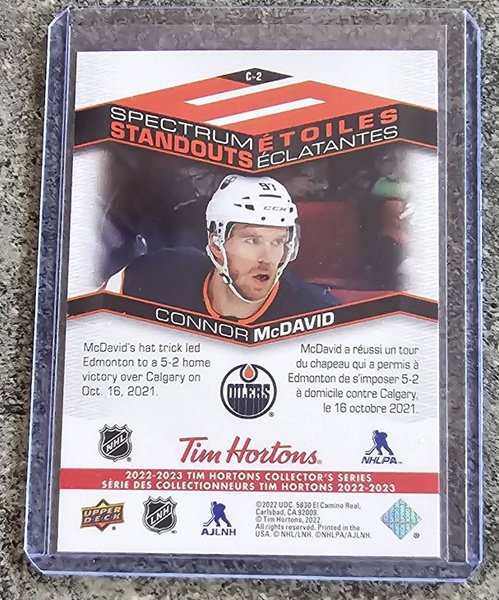 C-2
SPECTRUM ÉTOILES
STANDOUTS ÉCLATANTES
97
CCM
CONNOR McDAVID
McDavid's hat trick led
Edmonton to a 5-2 home
victory over Calgary on
Oct. 16, 2021.
McDavid a réussi un tour
du chapeau qui a permis à
Edmonton de s'imposer 5-2
à domicile contre Calgary,
le 16 octobre 2021.
OILERS
NHL
Tim Hortons®
NHLPA™
2022-2023 TIM HORTONS COLLECTOR'S SERIES
SÉRIE DES COLLECTIONNEURS TIM HORTONS 2022-2023
UPPER DECK
LNH
AJLNH
©2022 UDC. 5830 El Camino Real,
Carlsbad, CA 92008.
© Tim Hortons, 2022.
All rights reserved. Printed in the
USA. © NHL/LNH. ©NHLPA/AJLNH.